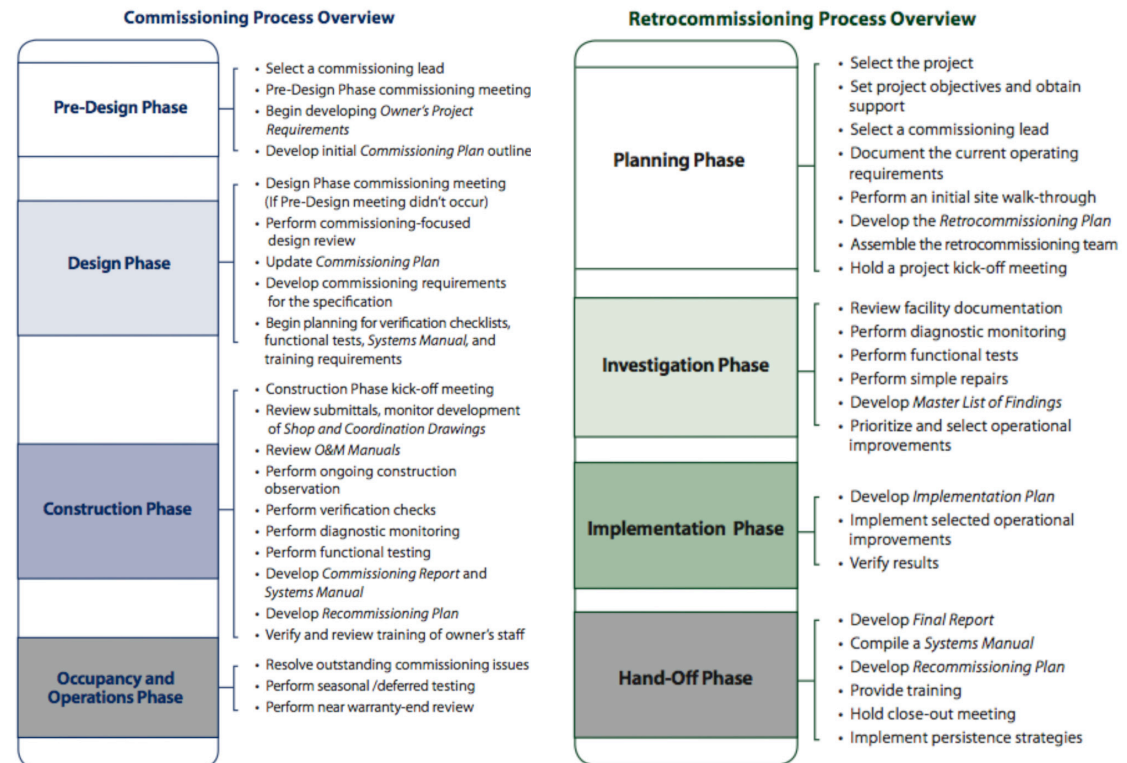 Commissioning Process Overview
Pre-Design Phase
• Select a commissioning lead
• Pre-Design Phase commissioning meeting
• Begin developing Owner's Project
Requirements
• Develop initial Commissioning Plan outline
Design Phase
• Design Phase commissioning meeting
(If Pre-Design meeting didn't occur)
• Perform commissioning-focused
design review
• Update Commissioning Plan
• Develop commissioning requirements
for the specification
• Begin planning for verification checklists,
functional tests, Systems Manual, and
training requirements
Construction Phase
• Construction Phase kick-off meeting
• Review submittals, monitor development
of Shop and Coordination Drawings
• Review O&M Manuals
• Perform ongoing construction
observation
• Perform verification checks
• Perform diagnostic monitoring
• Perform functional testing
• Develop Commissioning Report and
Systems Manual
• Develop Recommissioning Plan
• Verify and review training of owner's staff
Occupancy and
Operations Phase
• Resolve outstanding commissioning issues
• Perform seasonal /deferred testing
• Perform near warranty-end review
Retrocommissioning Process Overview
Planning Phase
• Select the project
• Set project objectives and obtain
support
• Select a commissioning lead
• Document the current operating
requirements
• Perform an initial site walk-through
• Develop the Retrocommissioning Plan
• Assemble the retrocommissioning team
• Hold a project kick-off meeting
Investigation Phase
• Review facility documentation
• Perform diagnostic monitoring
• Perform functional tests
• Perform simple repairs
• Develop Master List of Findings
• Prioritize and select operational
improvements
Implementation Phase
• Develop Implementation Plan
• Implement selected operational
improvements
• Verify results
Hand-Off Phase
• Develop Final Report
• Compile a Systems Manual
• Develop Recommissioning Plan
• Provide training
• Hold close-out meeting
• Implement persistence strategies